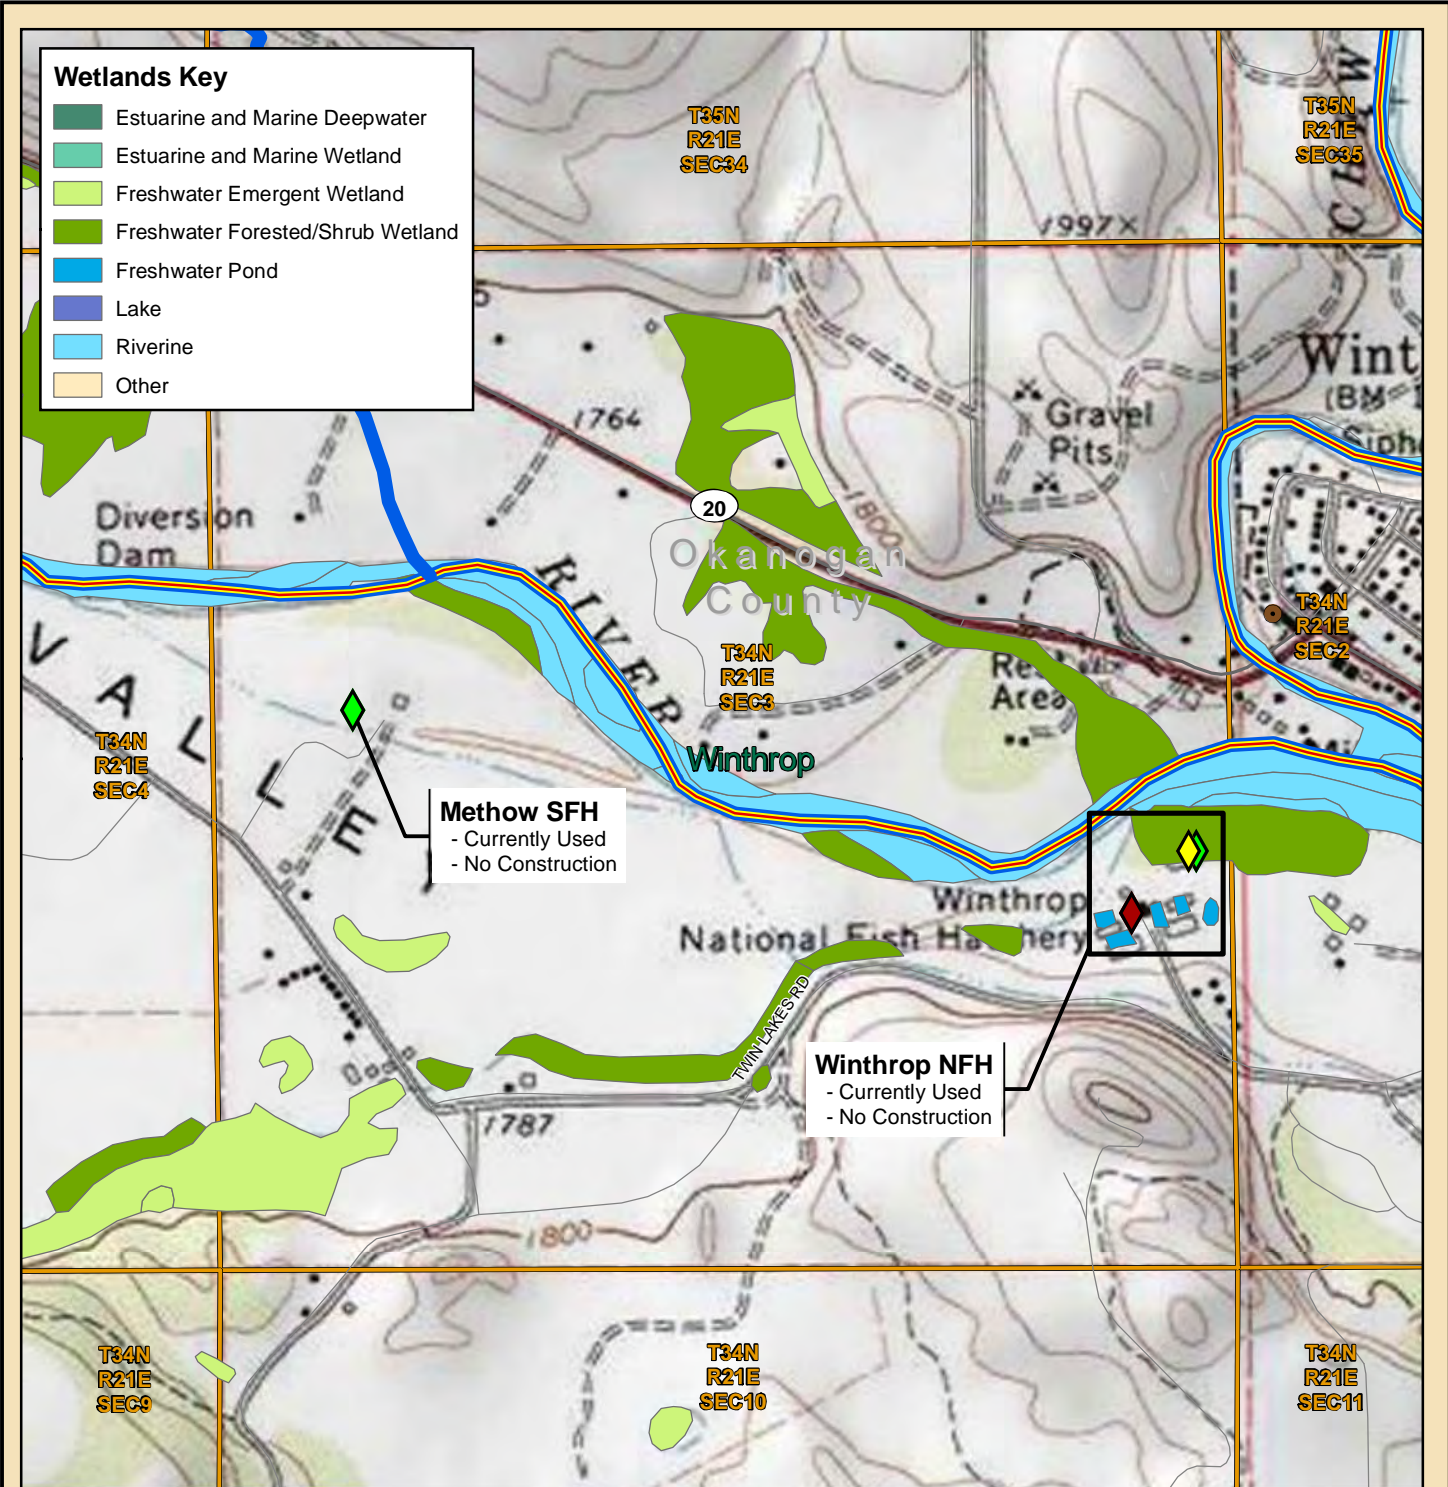 Wetlands Key
Estuarine and Marine Deepwater
Estuarine and Marine Wetland
Freshwater Emergent Wetland
Freshwater Forested/Shrub Wetland
Freshwater Pond
Lake
Riverine
Other
T35N
R21E
SEC34
T35N
R21E
SEC35
1997
Wint
(BM
Gravel
Pits
1764
1800
20
Diversion
Dam
Okanogan
County
RIVER
VALLEY
T34N
R21E
SEC2
T34N
R21E
SEC3
T34N
R21E
SEC4
Area
Winthrop
Methow SFH
- Currently Used
- No Construction
Winthrop
National Fish Hatchery
TWIN LAKES RD
Winthrop NFH
- Currently Used
- No Construction
1787
1800
T34N
R21E
SEC9
T34N
R21E
SEC10
T34N
R21E
SEC11